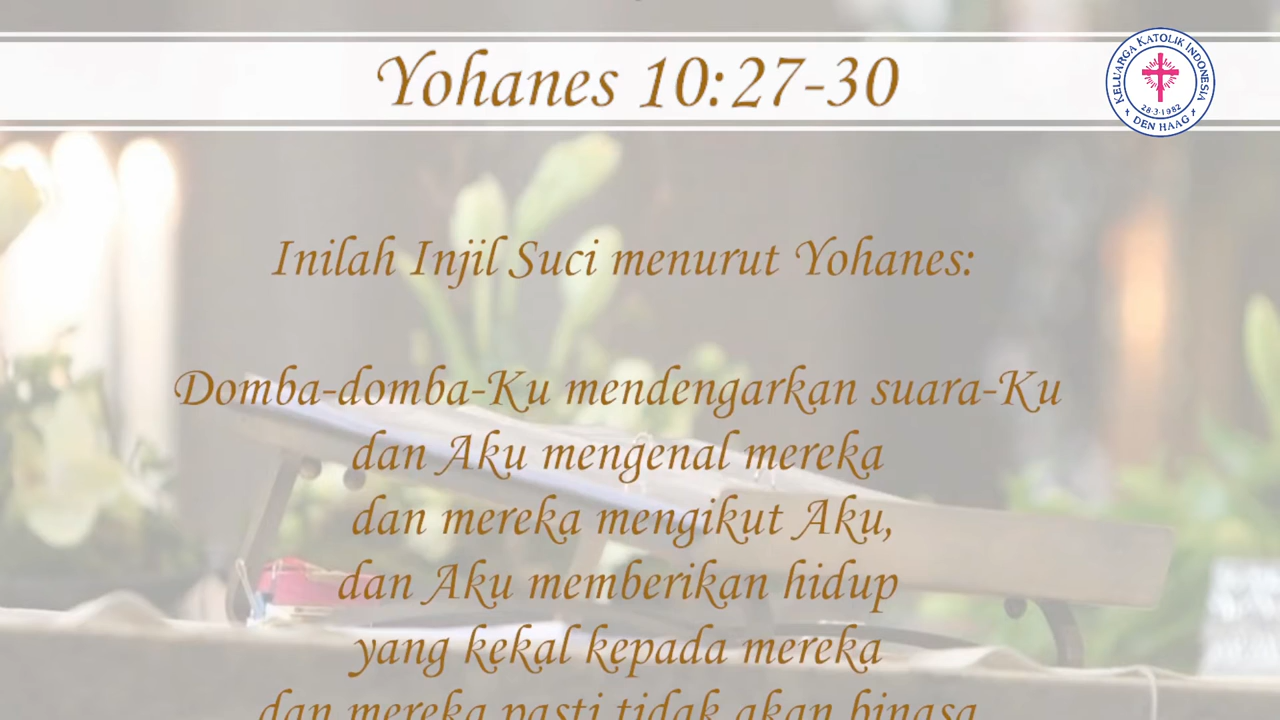 Yohanes 10:27-30
KELUARGA KATOLIK INDONESIA
28-3-1982
× DEN HAAG ×
Inilah Injil Suci menurut Yohanes:
Domba-domba-Ku mendengarkan suara-Ku
dan Aku mengenal mereka
dan mereka mengikut Aku,
dan Aku memberikan hidup
yang kekal kepada mereka
dan mereka pasti tidak akan binasa